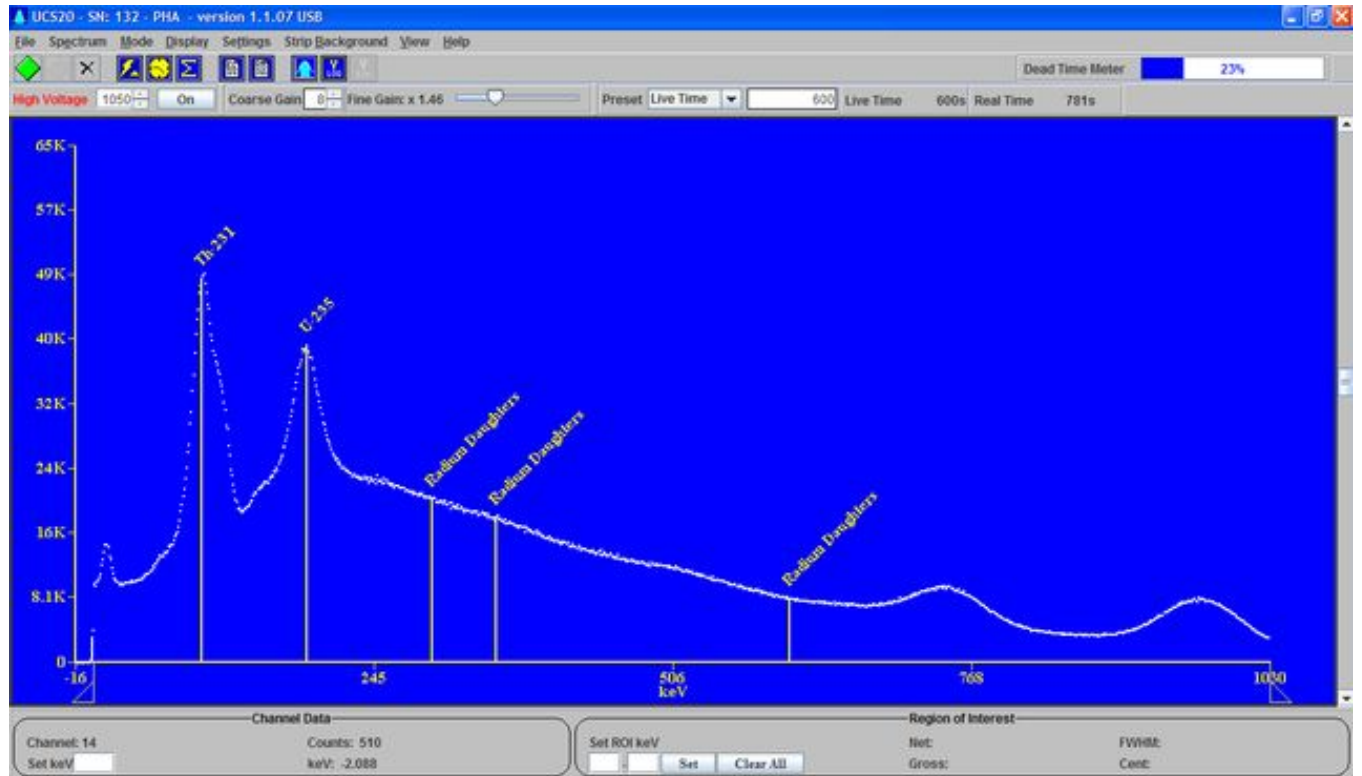 UCS20 - SN: 132 - PHA - version 1.1.07 USB
File Spectrum Mode Display Settings Strip Background View Help
Dead Time Meter 23%
High Voltage 1050 On Coarse Gain 8 Fine Gain: x 1.46 Preset Live Time 600 Live Time 600s Real Time 781s
65K
57K
49K
40K
32K
24K
16K
8.1K
0
Th-231
U-235
Radium Daughters
Radium Daughters
Radium Daughters
-16 245 506 768 1030
keV
Channel Data
Channel: 14 Counts: 510
Set keV keV: -2.088
Region of Interest
Set ROI keV Net: FWHM:
- Set Clear All Gross: Cent: